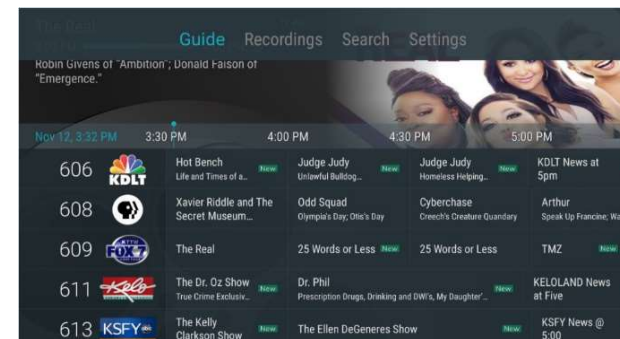 The Real
Guide Recordings Search Settings
Robin Givens of "Ambition"; Donald Faison of
"Emergence."
Nov 12, 3:32 PM 3:30 PM 4:00 PM 4:30 PM 5:00 PM
606 KDLT Hot Bench New Judge Judy New Judge Judy New KDLT News at
Life and Times of a... Unlawful Bulldog... Homeless Helping... 5pm
608 Xavier Riddle and The Odd Squad Cyberchase Arthur
Secret Museum... Olympia's Day; Otis's Day Creech's Creature Quandary Speak Up Francine; Wa
609 KTTW FOX 7 The Real 25 Words or Less New 25 Words or Less TMZ New
611 Kelo The Dr. Oz Show New Dr. Phil New KELOLAND News
True Crime Exclusiv... Prescription Drugs, Drinking and DWI's, My Daughter'... at Five
613 KSFY abc The Kelly New The Ellen DeGeneres Show New KSFY News @
Clarkson Show 5:00